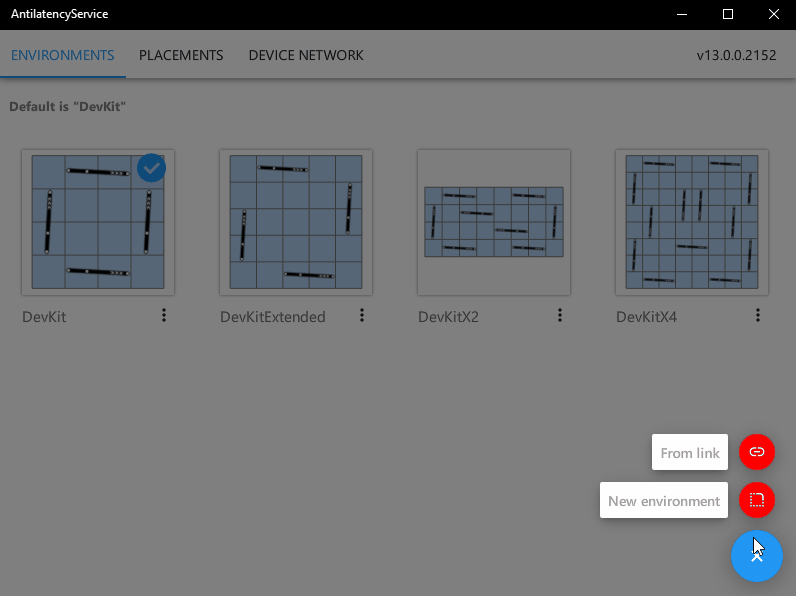 AntilatencyService
ENVIRONMENTS PLACEMENTS DEVICE NETWORK v13.0.0.2152
Default is "DevKit"
DevKit DevKitExtended DevKitX2 DevKitX4
From link
New environment